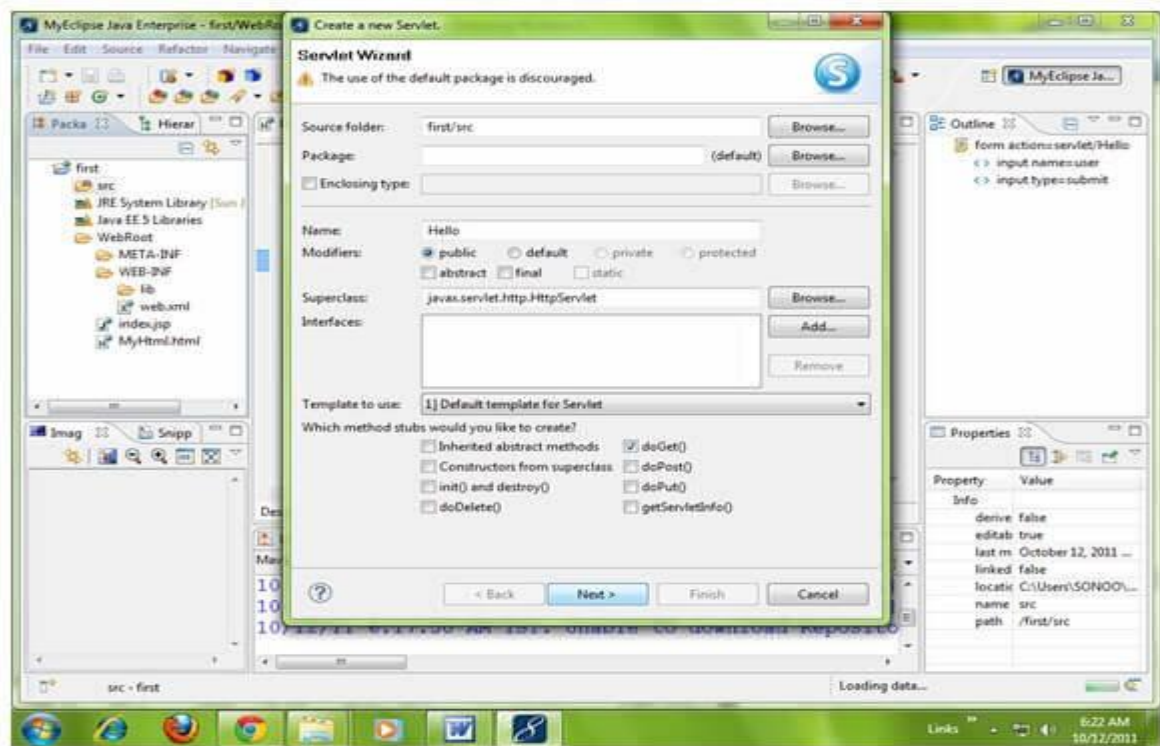 MyEclipse Java Enterprise - first/WebRo
Create a new Servlet.
File Edit Source Refactor Navigate
Servlet Wizard
The use of the default package is discouraged.
MyEclipse Ja...
Packa
Hierar
Outline
Source folder: first/src Browse...
Package: (default) Browse...
Enclosing type: Browse...
Name: Hello
Modifiers: public default private protected
abstract final static
Superclass: javax.servlet.http.HttpServlet Browse...
Interfaces: Add...
Remove
Template to use: 1] Default template for Servlet
Which method stubs would you like to create?
Inherited abstract methods doGet()
Constructors from superclass doPost()
init() and destroy() doPut()
doDelete() getServletInfo()
< Back Next > Finish Cancel
first
src
JRE System Library [Sun
Java EE 5 Libraries
WebRoot
META-INF
WEB-INF
lib
web.xml
index.jsp
MyHtml.html
form action=servlet/Hello
input name=user
input type=submit
Imag
Snipp
Des
Properties
Property Value
Info
derive false
editab true
last m October 12, 2011 ...
linked false
locatic C:\Users\SONOO\...
name src
path /first/src
10
10
src - first
Loading data...
Links
6:22 AM
10/12/2011